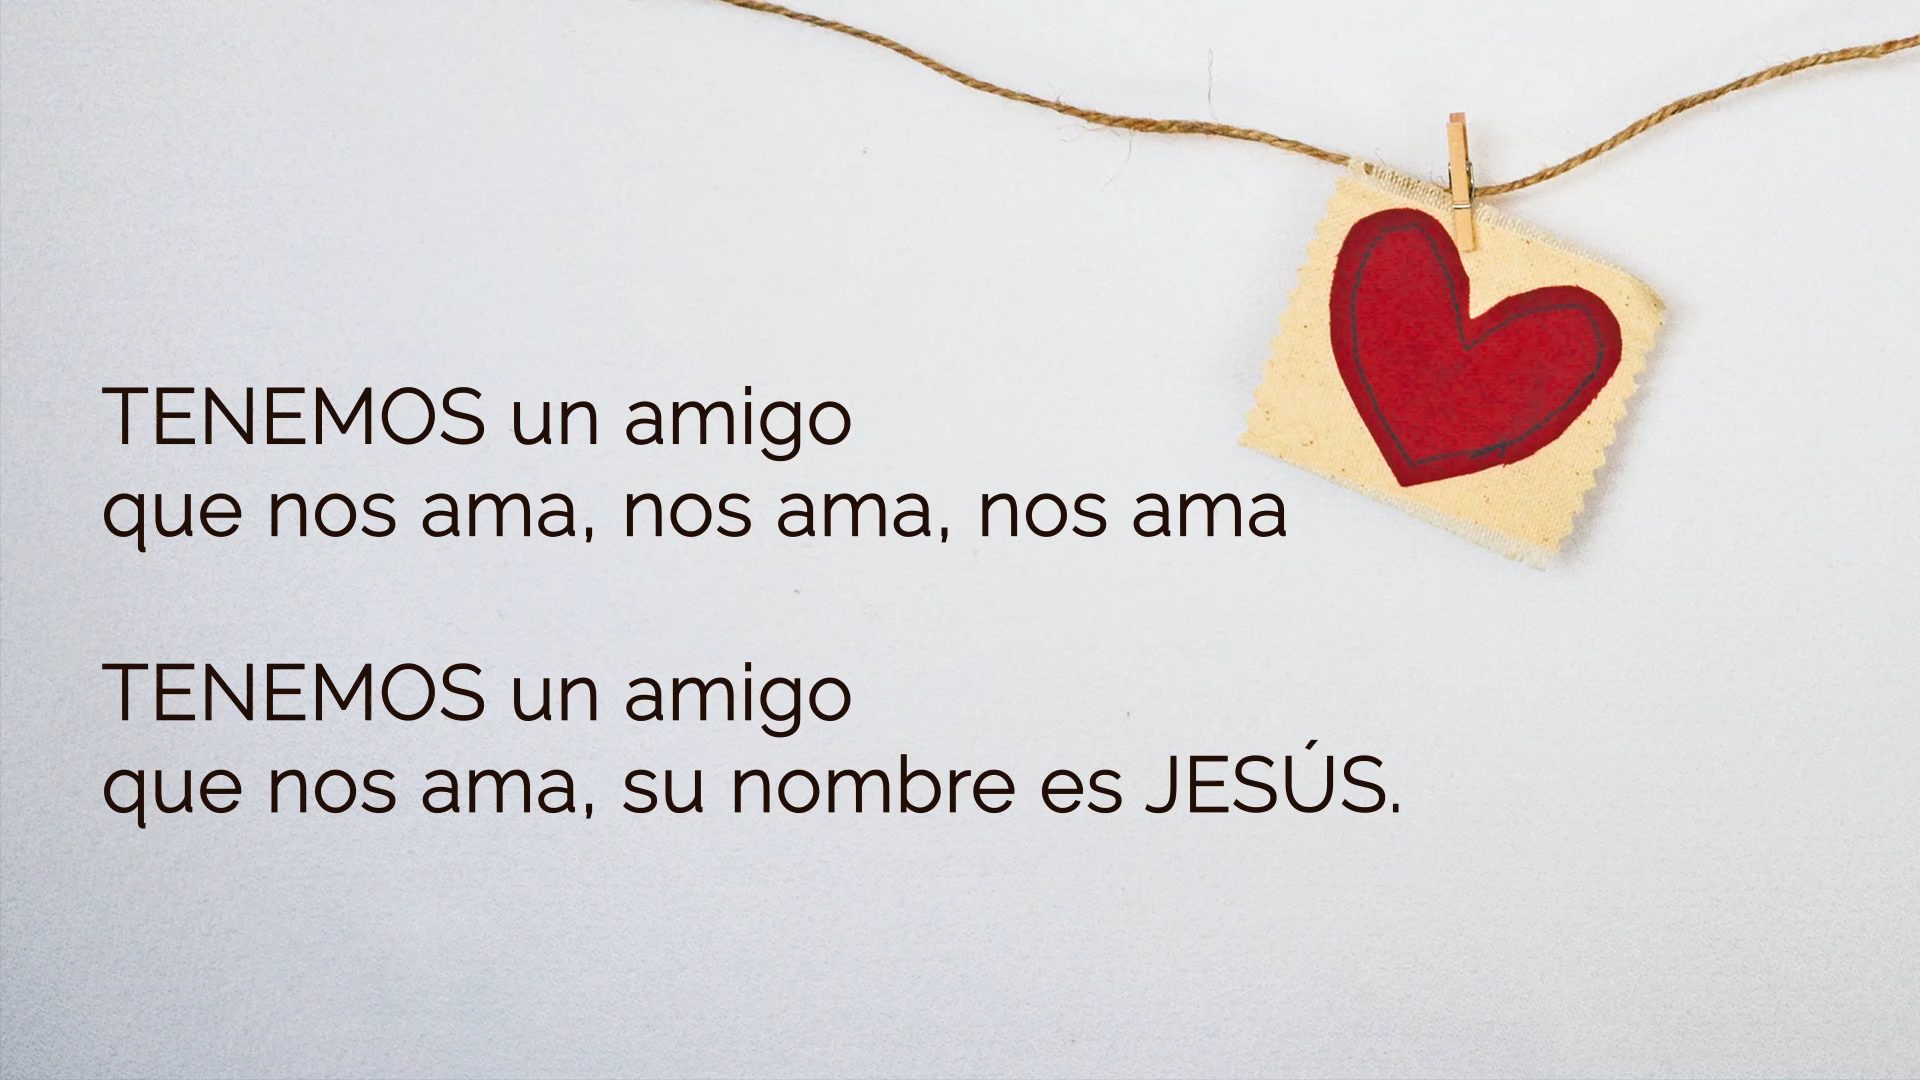 TENEMOS un amigo
que nos ama, nos ama, nos ama
TENEMOS un amigo
que nos ama, su nombre es JESÚS.